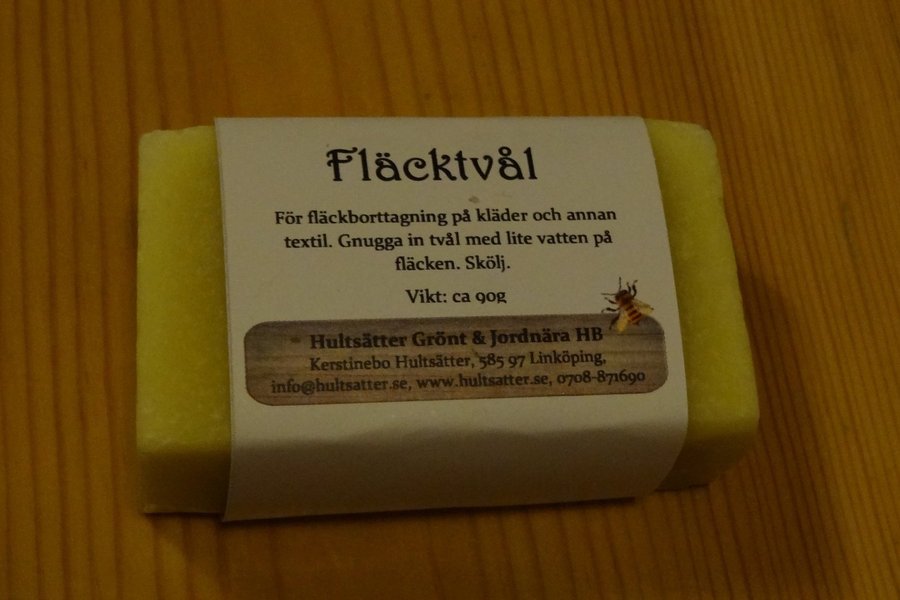 Fläcktvål
För fläckborttagning på kläder och annan
textil. Gnugga in tvål med lite vatten på
fläcken. Skölj.
Vikt: ca 90g
Hultsätter Grönt & Jordnära HB
Kerstinebo Hultsätter, 585 97 Linköping,
info@hultsatter.se, www.hultsatter.se, 0708-871690